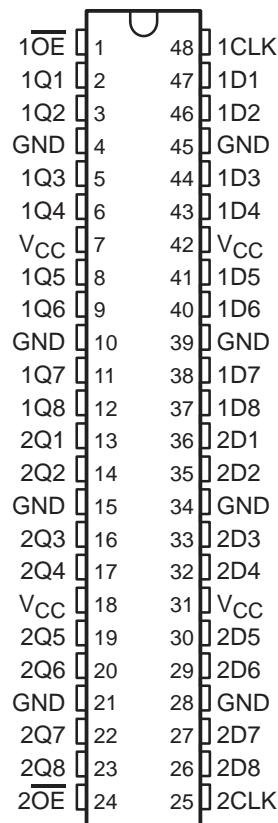 1O̅E̅ 1 48 1CLK
1Q1 2 47 1D1
1Q2 3 46 1D2
GND 4 45 GND
1Q3 5 44 1D3
1Q4 6 43 1D4
VCC 7 42 VCC
1Q5 8 41 1D5
1Q6 9 40 1D6
GND 10 39 GND
1Q7 11 38 1D7
1Q8 12 37 1D8
2Q1 13 36 2D1
2Q2 14 35 2D2
GND 15 34 GND
2Q3 16 33 2D3
2Q4 17 32 2D4
VCC 18 31 VCC
2Q5 19 30 2D5
2Q6 20 29 2D6
GND 21 28 GND
2Q7 22 27 2D7
2Q8 23 26 2D8
2O̅E̅ 24 25 2CLK